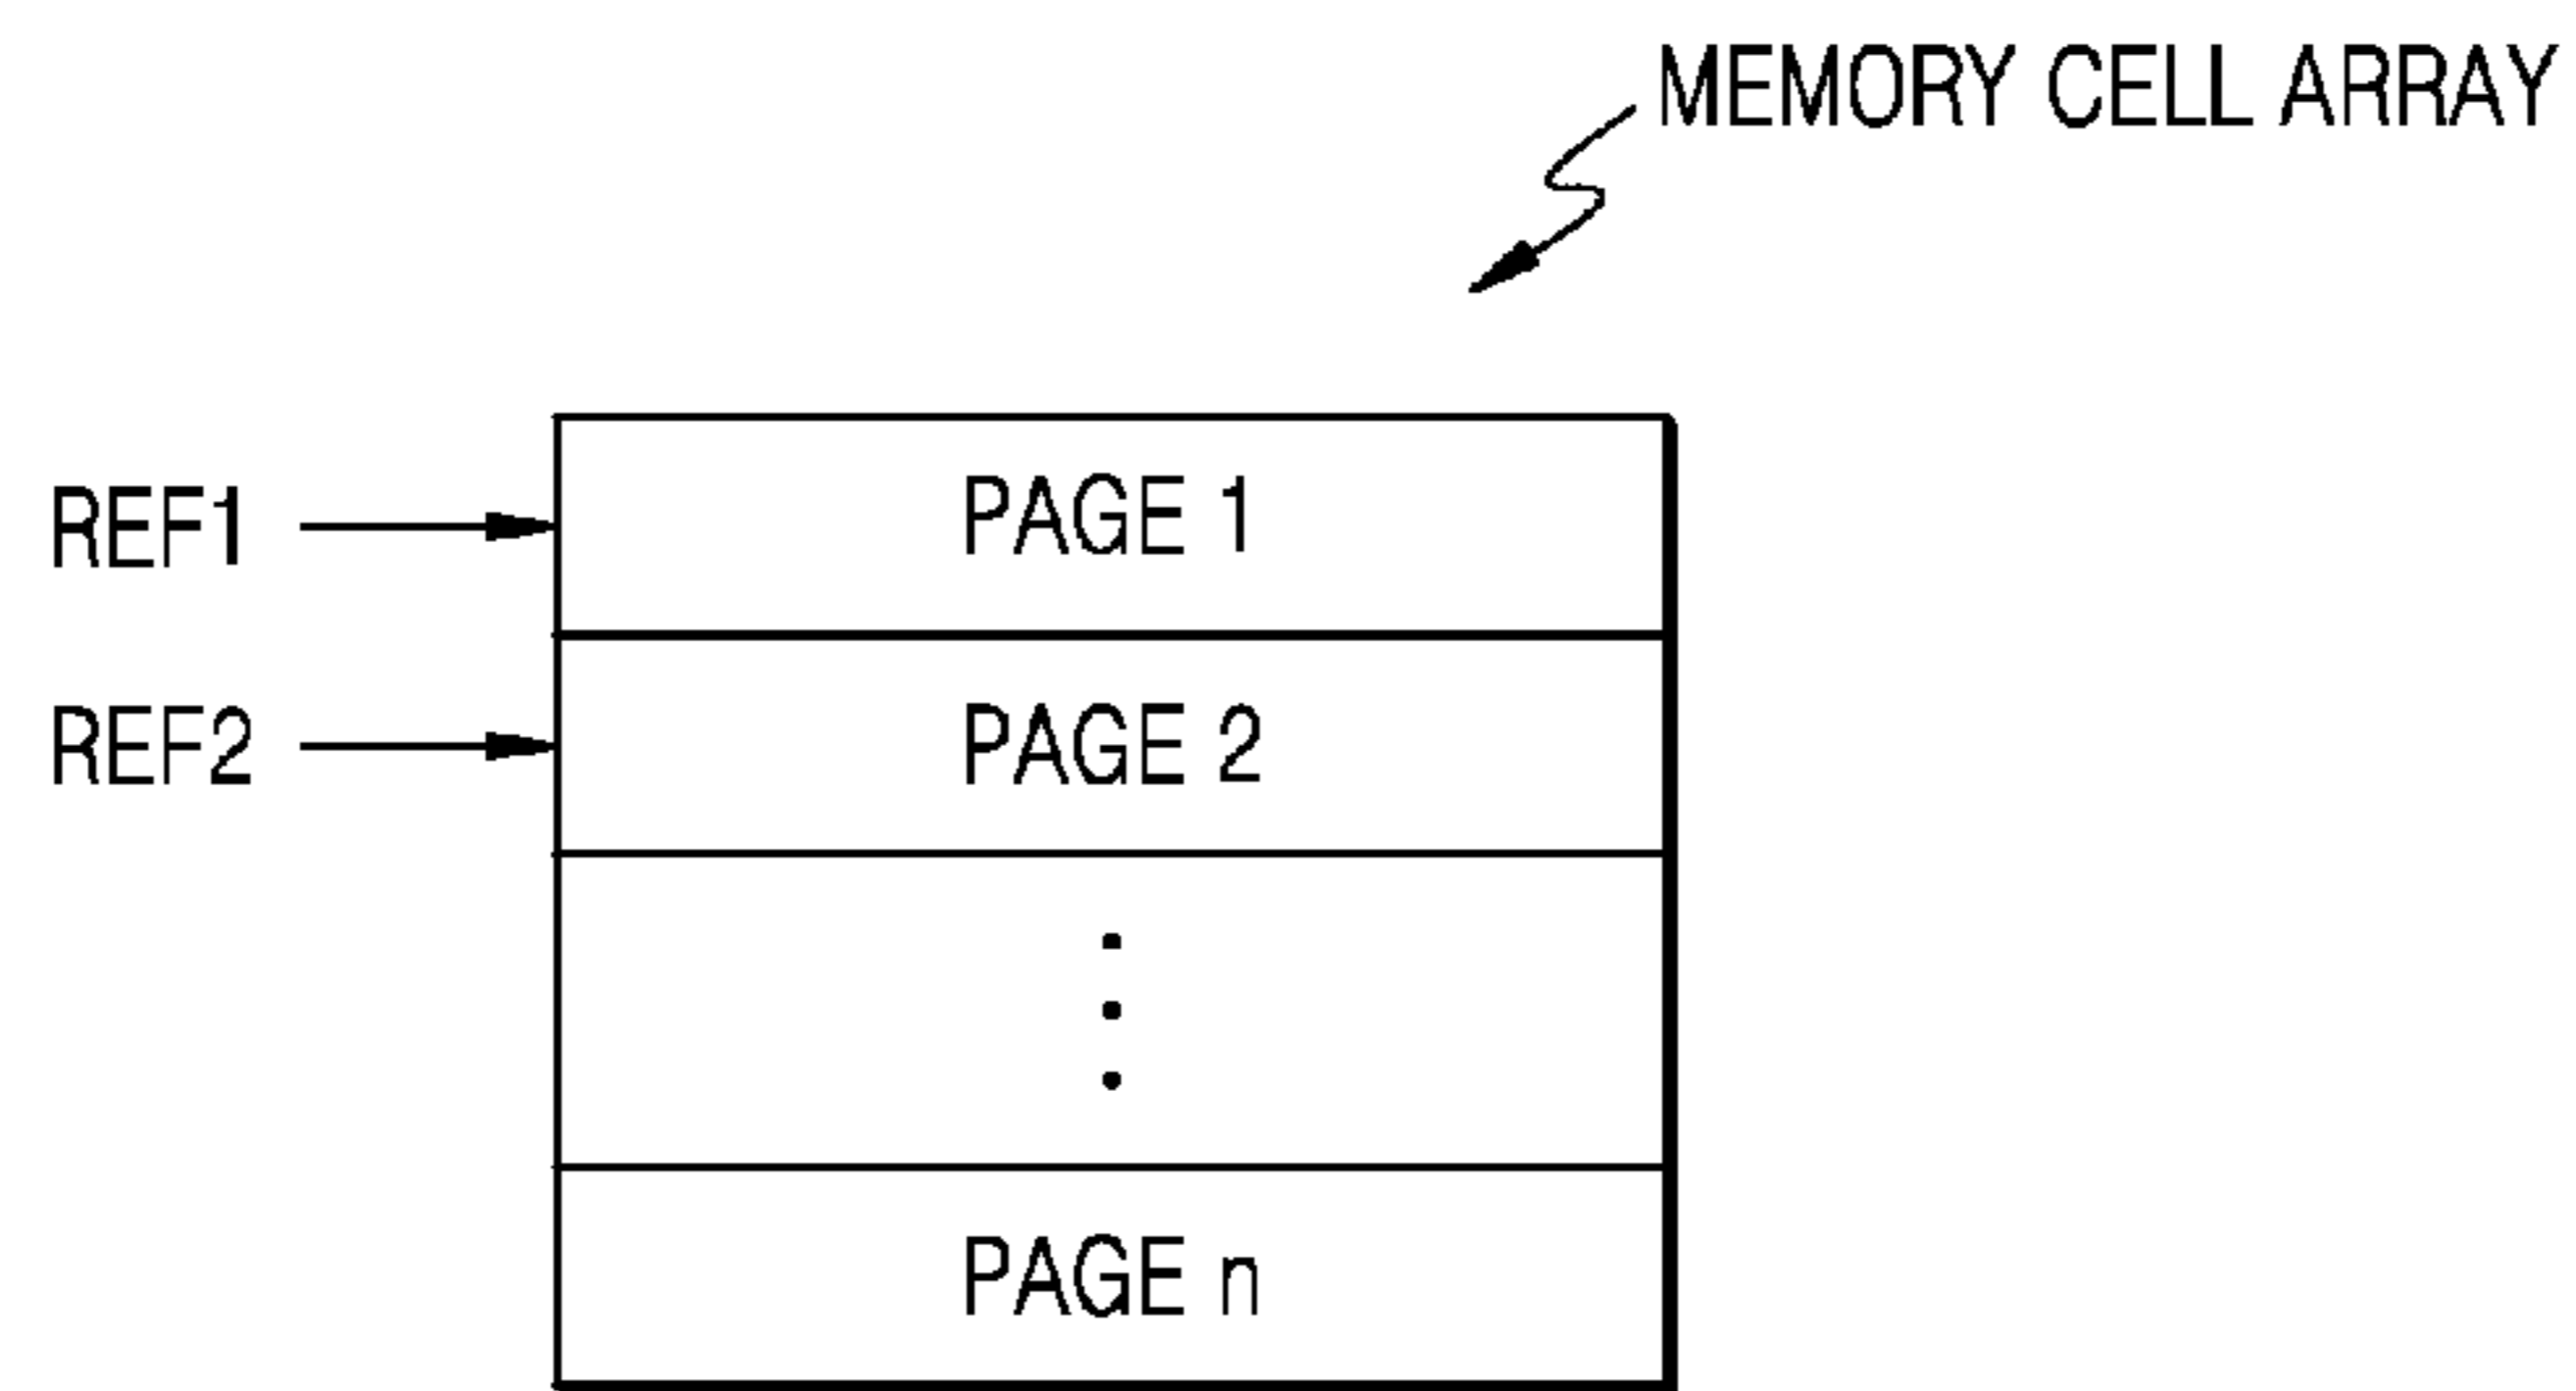 MEMORY CELL ARRAY
REF1
PAGE 1
REF2
PAGE 2
PAGE n